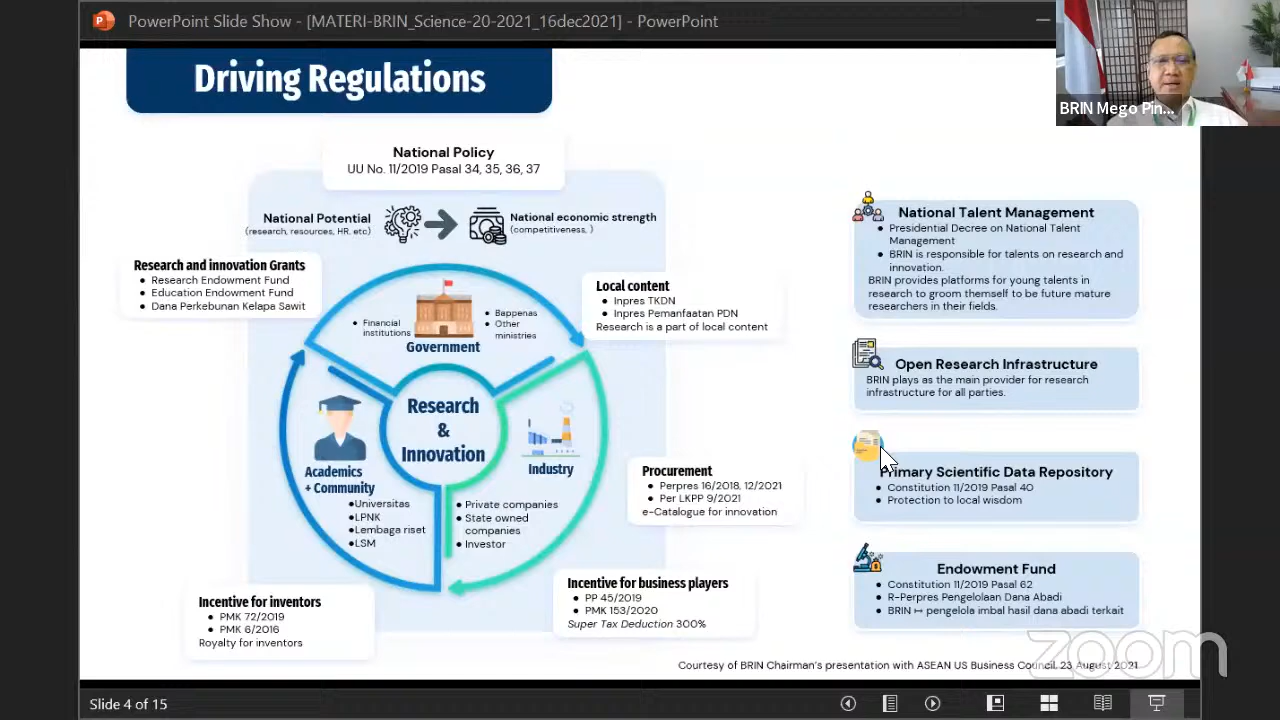 PowerPoint Slide Show - [MATERI-BRIN_Science-20-2021_16dec2021] - PowerPoint
BRIN Mego Pin...
Driving Regulations
National Policy
UU No. 11/2019 Pasal 34, 35, 36, 37
National Potential
(research, resources, HR. etc)
National economic strength
(competitiveness, )
Research and innovation Grants
● Research Endowment Fund
● Education Endowment Fund
● Dana Perkebunan Kelapa Sawit
Local content
● Inpres TKDN
● Inpres Pemanfaatan PDN
Research is a part of local content
● Financial
institutions
● Bappenas
● Other
ministries
Government
Research
&
Innovation
Academics
+ Community
● Universitas
● LPNK
● Lembaga riset
● LSM
Industry
● Private companies
● State owned
companies
● Investor
Procurement
● Perpres 16/2018, 12/2021
● Per LKPP 9/2021
e-Catalogue for innovation
Incentive for business players
● PP 45/2019
● PMK 153/2020
Super Tax Deduction 300%
Incentive for inventors
● PMK 72/2019
● PMK 6/2016
Royalty for inventors
National Talent Management
● Presidential Decree on National Talent
Management
● BRIN is responsible for talents on research and
innovation.
BRIN provides platforms for young talents in
research to groom themself to be future mature
researchers in their fields.
Open Research Infrastructure
BRIN plays as the main provider for research
infrastructure for all parties.
Primary Scientific Data Repository
● Constitution 11/2019 Pasal 40
● Protection to local wisdom
Endowment Fund
● Constitution 11/2019 Pasal 62
● R-Perpres Pengelolaan Dana Abadi
● BRIN ↦ pengelola imbal hasil dana abadi terkait
Courtesy of BRIN Chairman's presentation with ASEAN US Business Council, 23 August 2021
zoom
Slide 4 of 15